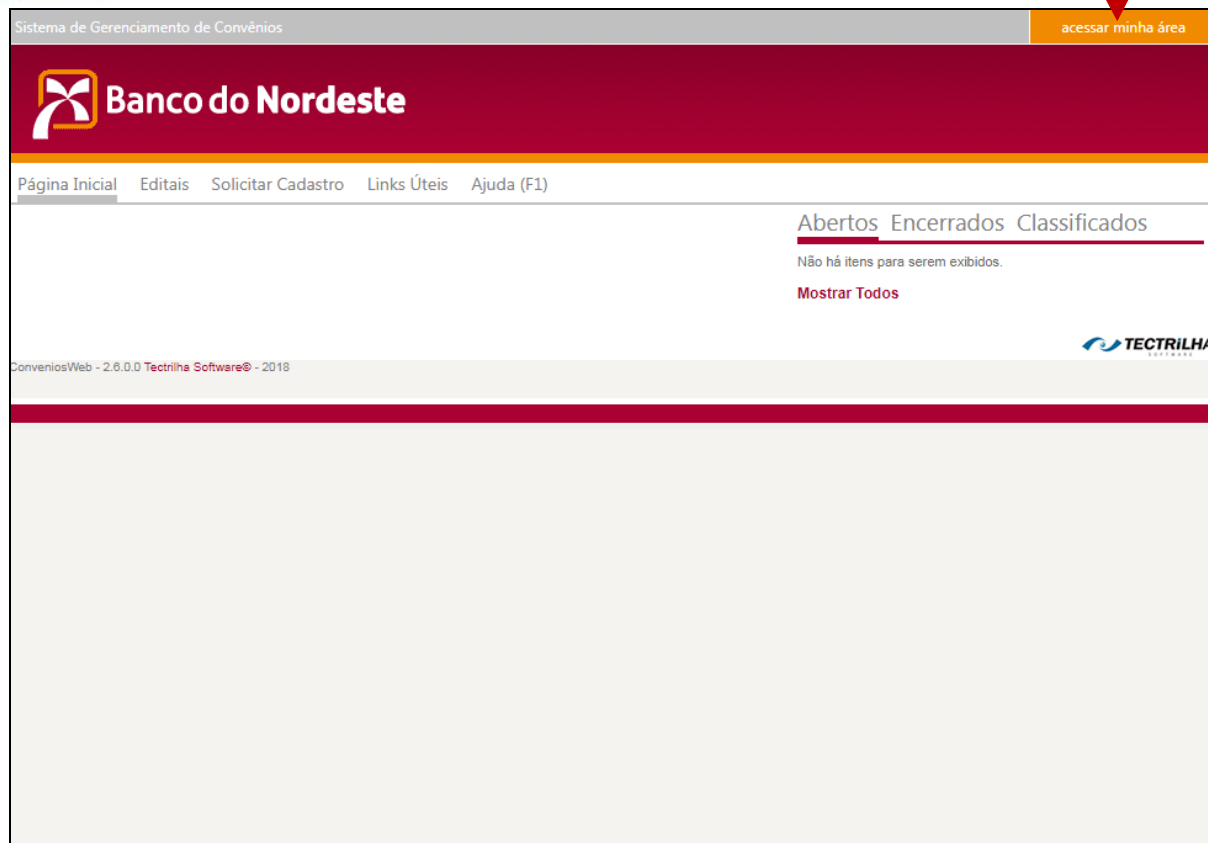 Sistema de Gerenciamento de Convênios acessar minha área
Banco do Nordeste
Página Inicial Editais Solicitar Cadastro Links Úteis Ajuda (F1)
Abertos Encerrados Classificados
Não há itens para serem exibidos.
Mostrar Todos
TECTRiLHA
SOFTWARE
ConveniosWeb - 2.6.0.0 Tectrilha Software© - 2018